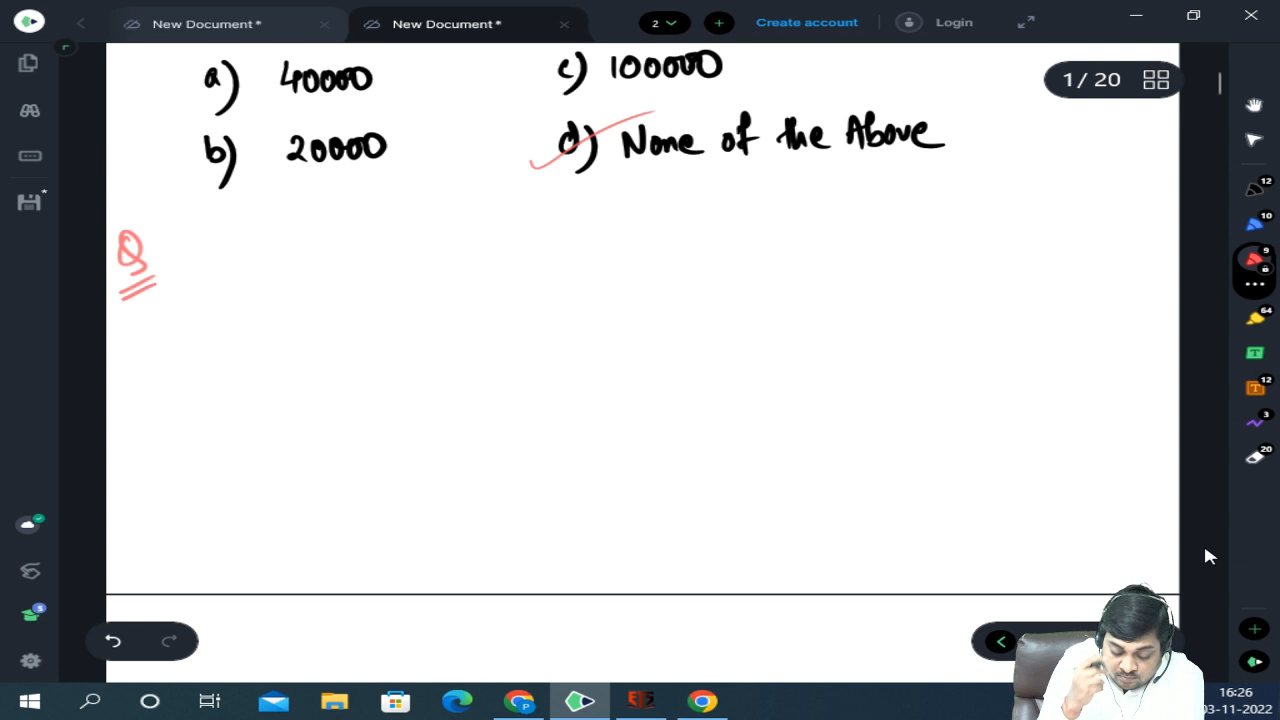 New Document *
New Document *
2
Create account
Login
a) 40000
c) 100000
1 / 20
b) 20000
d) None of the Above
Q
12
10
9
64
T
T
12
3
20
5
P
16:26
03-11-2022